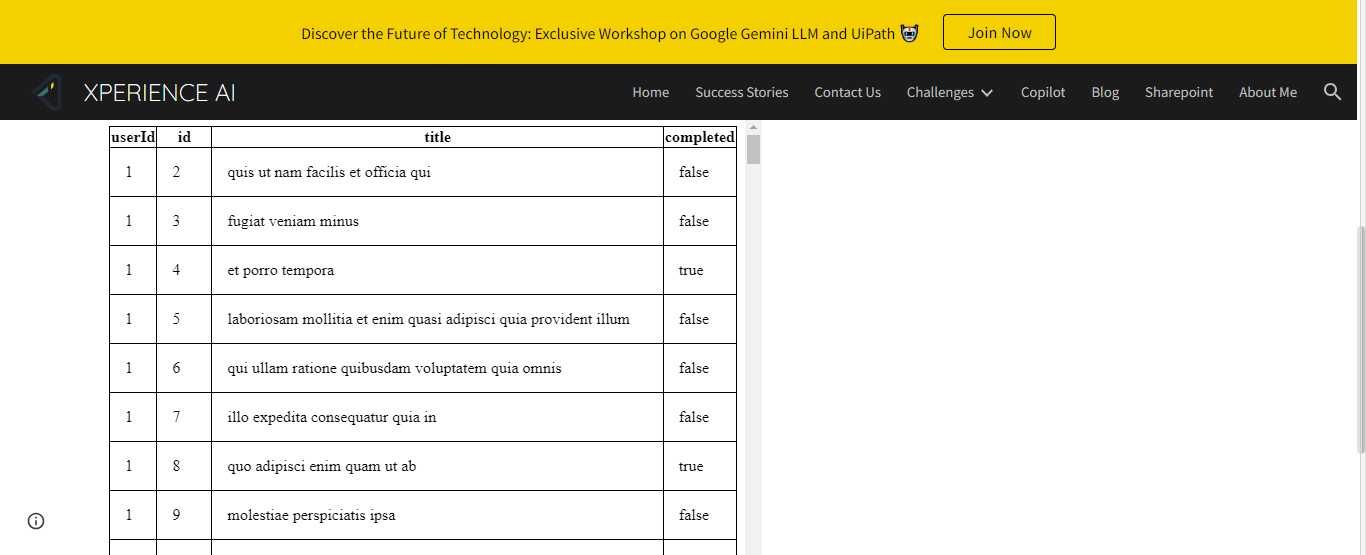 Discover the Future of Technology: Exclusive Workshop on Google Gemini LLM and UiPath Join Now
XPERIENCE AI Home Success Stories Contact Us Challenges Copilot Blog Sharepoint About Me
userId id title completed
1 2 quis ut nam facilis et officia qui false
1 3 fugiat veniam minus false
1 4 et porro tempora true
1 5 laboriosam mollitia et enim quasi adipisci quia provident illum false
1 6 qui ullam ratione quibusdam voluptatem quia omnis false
1 7 illo expedita consequatur quia in false
1 8 quo adipisci enim quam ut ab true
1 9 molestiae perspiciatis ipsa false